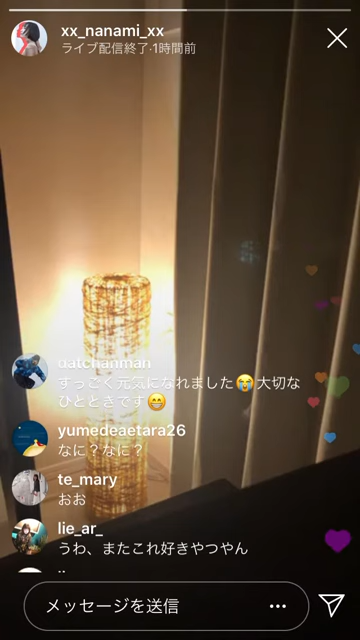 xx_nanami_xx
ライブ配信終了·1時間前
uatchanman
すっごく元気になれました😭大切な
ひとときです😁
yumedeaetara26
なに？なに？
te_mary
おお
lie_ar_
うわ、またこれ好きやつやん
メッセージを送信